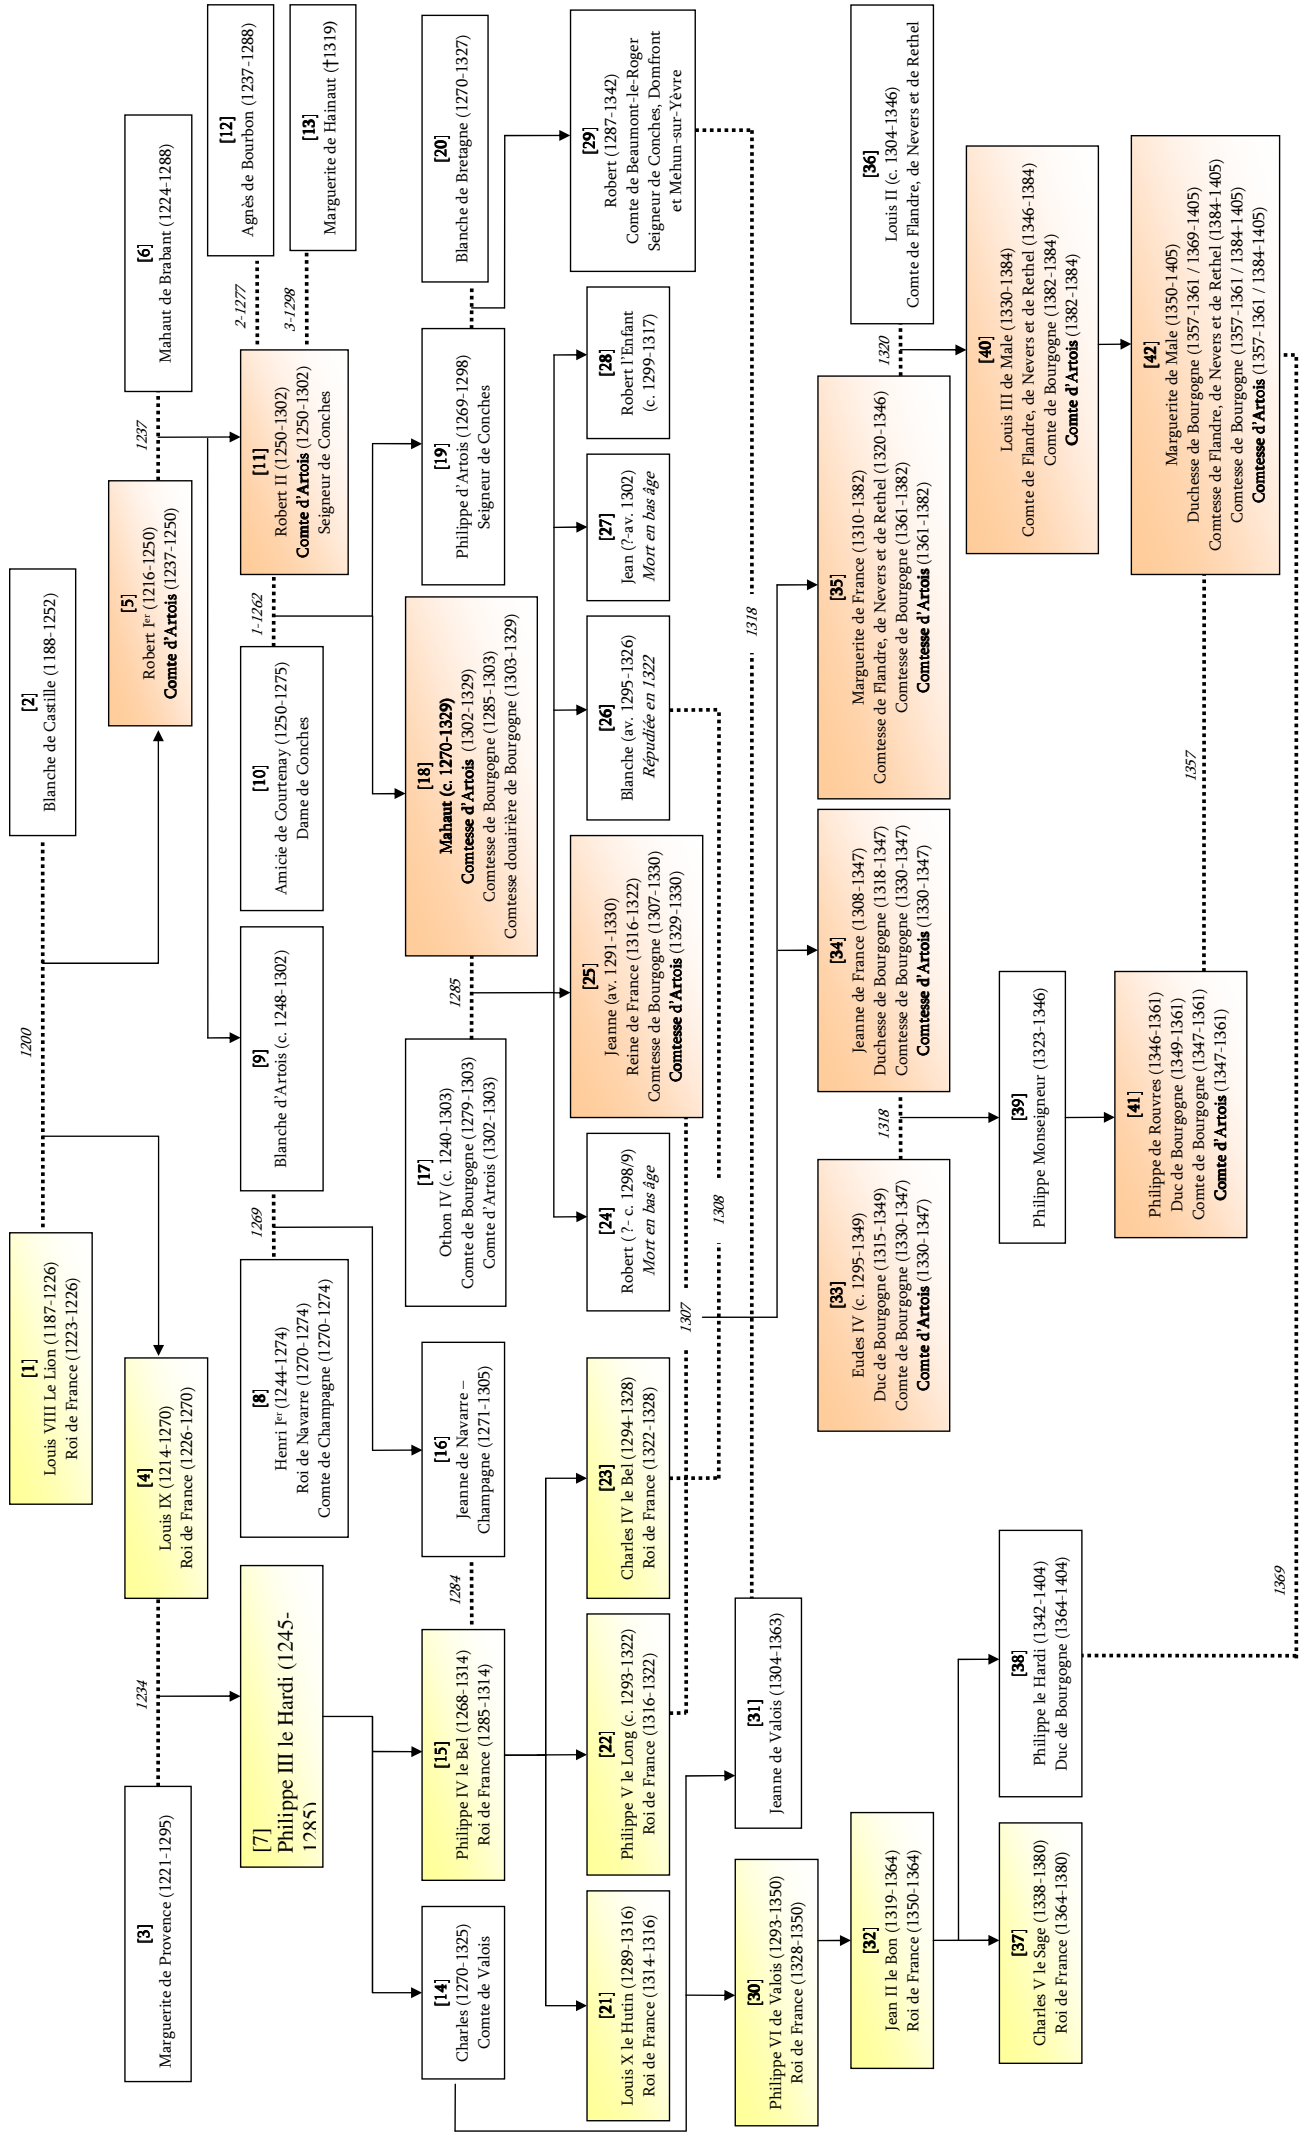 [1]
Louis VIII Le Lion (1187-1226)
Roi de France (1223-1226)
1200
[2]
Blanche de Castille (1188-1252)
[3]
Marguerite de Provence (1221-1295)
1234
[4]
Louis IX (1214-1270)
Roi de France (1226-1270)
[5]
Robert Iᵉʳ (1216-1250)
Comte d'Artois (1237-1250)
1237
[6]
Mahaut de Brabant (1224-1288)
[7]
Philippe III le Hardi (1245-
1285)
[8]
Henri Iᵉʳ (1244-1274)
Roi de Navarre (1270-1274)
Comte de Champagne (1270-1274)
1269
[9]
Blanche d'Artois (c. 1248-1302)
[10]
Amicie de Courtenay (1250-1275)
Dame de Conches
1-1262
[11]
Robert II (1250-1302)
Comte d'Artois (1250-1302)
Seigneur de Conches
2-1277
3-1298
[12]
Agnès de Bourbon (1237-1288)
[13]
Marguerite de Hainaut (†1319)
[14]
Charles (1270-1325)
Comte de Valois
[15]
Philippe IV le Bel (1268-1314)
Roi de France (1285-1314)
1284
[16]
Jeanne de Navarre –
Champagne (1271-1305)
[17]
Othon IV (c. 1240-1303)
Comte de Bourgogne (1279-1303)
Comte d'Artois (1302-1303)
1285
[18]
Mahaut (c. 1270-1329)
Comtesse d'Artois (1302-1329)
Comtesse de Bourgogne (1285-1303)
Comtesse douairière de Bourgogne (1303-1329)
[19]
Philippe d'Artois (1269-1298)
Seigneur de Conches
[20]
Blanche de Bretagne (1270-1327)
[21]
Louis X le Hutin (1289-1316)
Roi de France (1314-1316)
[22]
Philippe V le Long (c. 1293-1322)
Roi de France (1316-1322)
[23]
Charles IV le Bel (1294-1328)
Roi de France (1322-1328)
[24]
Robert (?- c. 1298/9)
Mort en bas âge
[25]
Jeanne (av. 1291-1330)
Reine de France (1316-1322)
Comtesse de Bourgogne (1307-1330)
Comtesse d'Artois (1329-1330)
[26]
Blanche (av. 1295-1326)
Répudiée en 1322
[27]
Jean (?-av. 1302)
Mort en bas âge
[28]
Robert l'Enfant
(c. 1299-1317)
[29]
Robert (1287-1342)
Comte de Beaumont-le-Roger
Seigneur de Conches, Domfront
et Mehun-sur-Yèvre
1307
1308
1318
[30]
Philippe VI de Valois (1293-1350)
Roi de France (1328-1350)
[31]
Jeanne de Valois (1304-1363)
[32]
Jean II le Bon (1319-1364)
Roi de France (1350-1364)
[33]
Eudes IV (c. 1295-1349)
Duc de Bourgogne (1315-1349)
Comte de Bourgogne (1330-1347)
Comte d'Artois (1330-1347)
1318
[34]
Jeanne de France (1308-1347)
Duchesse de Bourgogne (1318-1347)
Comtesse de Bourgogne (1330-1347)
Comtesse d'Artois (1330-1347)
[35]
Marguerite de France (1310-1382)
Comtesse de Flandre, de Nevers et de Rethel (1320-1346)
Comtesse de Bourgogne (1361-1382)
Comtesse d'Artois (1361-1382)
1320
[36]
Louis II (c. 1304-1346)
Comte de Flandre, de Nevers et de Rethel
[37]
Charles V le Sage (1338-1380)
Roi de France (1364-1380)
[38]
Philippe le Hardi (1342-1404)
Duc de Bourgogne (1364-1404)
[39]
Philippe Monseigneur (1323-1346)
[40]
Louis III de Male (1330-1384)
Comte de Flandre, de Nevers et de Rethel (1346-1384)
Comte de Bourgogne (1382-1384)
Comte d'Artois (1382-1384)
[41]
Philippe de Rouvres (1346-1361)
Duc de Bourgogne (1349-1361)
Comte de Bourgogne (1347-1361)
Comte d'Artois (1347-1361)
1357
[42]
Marguerite de Male (1350-1405)
Duchesse de Bourgogne (1357-1361 / 1369-1405)
Comtesse de Flandre, de Nevers et de Rethel (1384-1405)
Comtesse de Bourgogne (1357-1361 / 1384-1405)
Comtesse d'Artois (1357-1361 / 1384-1405)
1369